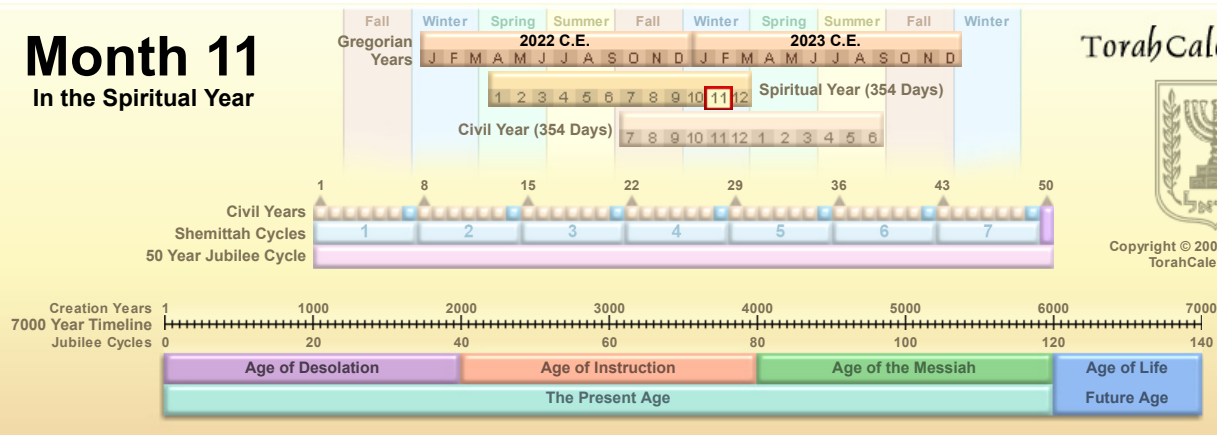 Month 11
In the Spiritual Year
Fall Winter Spring Summer Fall Winter Spring Summer Fall Winter
Gregorian Years
2022 C.E. 2023 C.E.
J F M A M J J A S O N D J F M A M J J A S O N D
1 2 3 4 5 6 7 8 9 10 11 12 Spiritual Year (354 Days)
Civil Year (354 Days) 7 8 9 10 11 12 1 2 3 4 5 6
1 8 15 22 29 36 43 50
Civil Years
Shemittah Cycles 1 2 3 4 5 6 7
50 Year Jubilee Cycle
TorahCale
Copyright © 200
TorahCale
Creation Years 1 1000 2000 3000 4000 5000 6000 7000
7000 Year Timeline
Jubilee Cycles 0 20 40 60 80 100 120 140
Age of Desolation Age of Instruction Age of the Messiah Age of Life
The Present Age Future Age